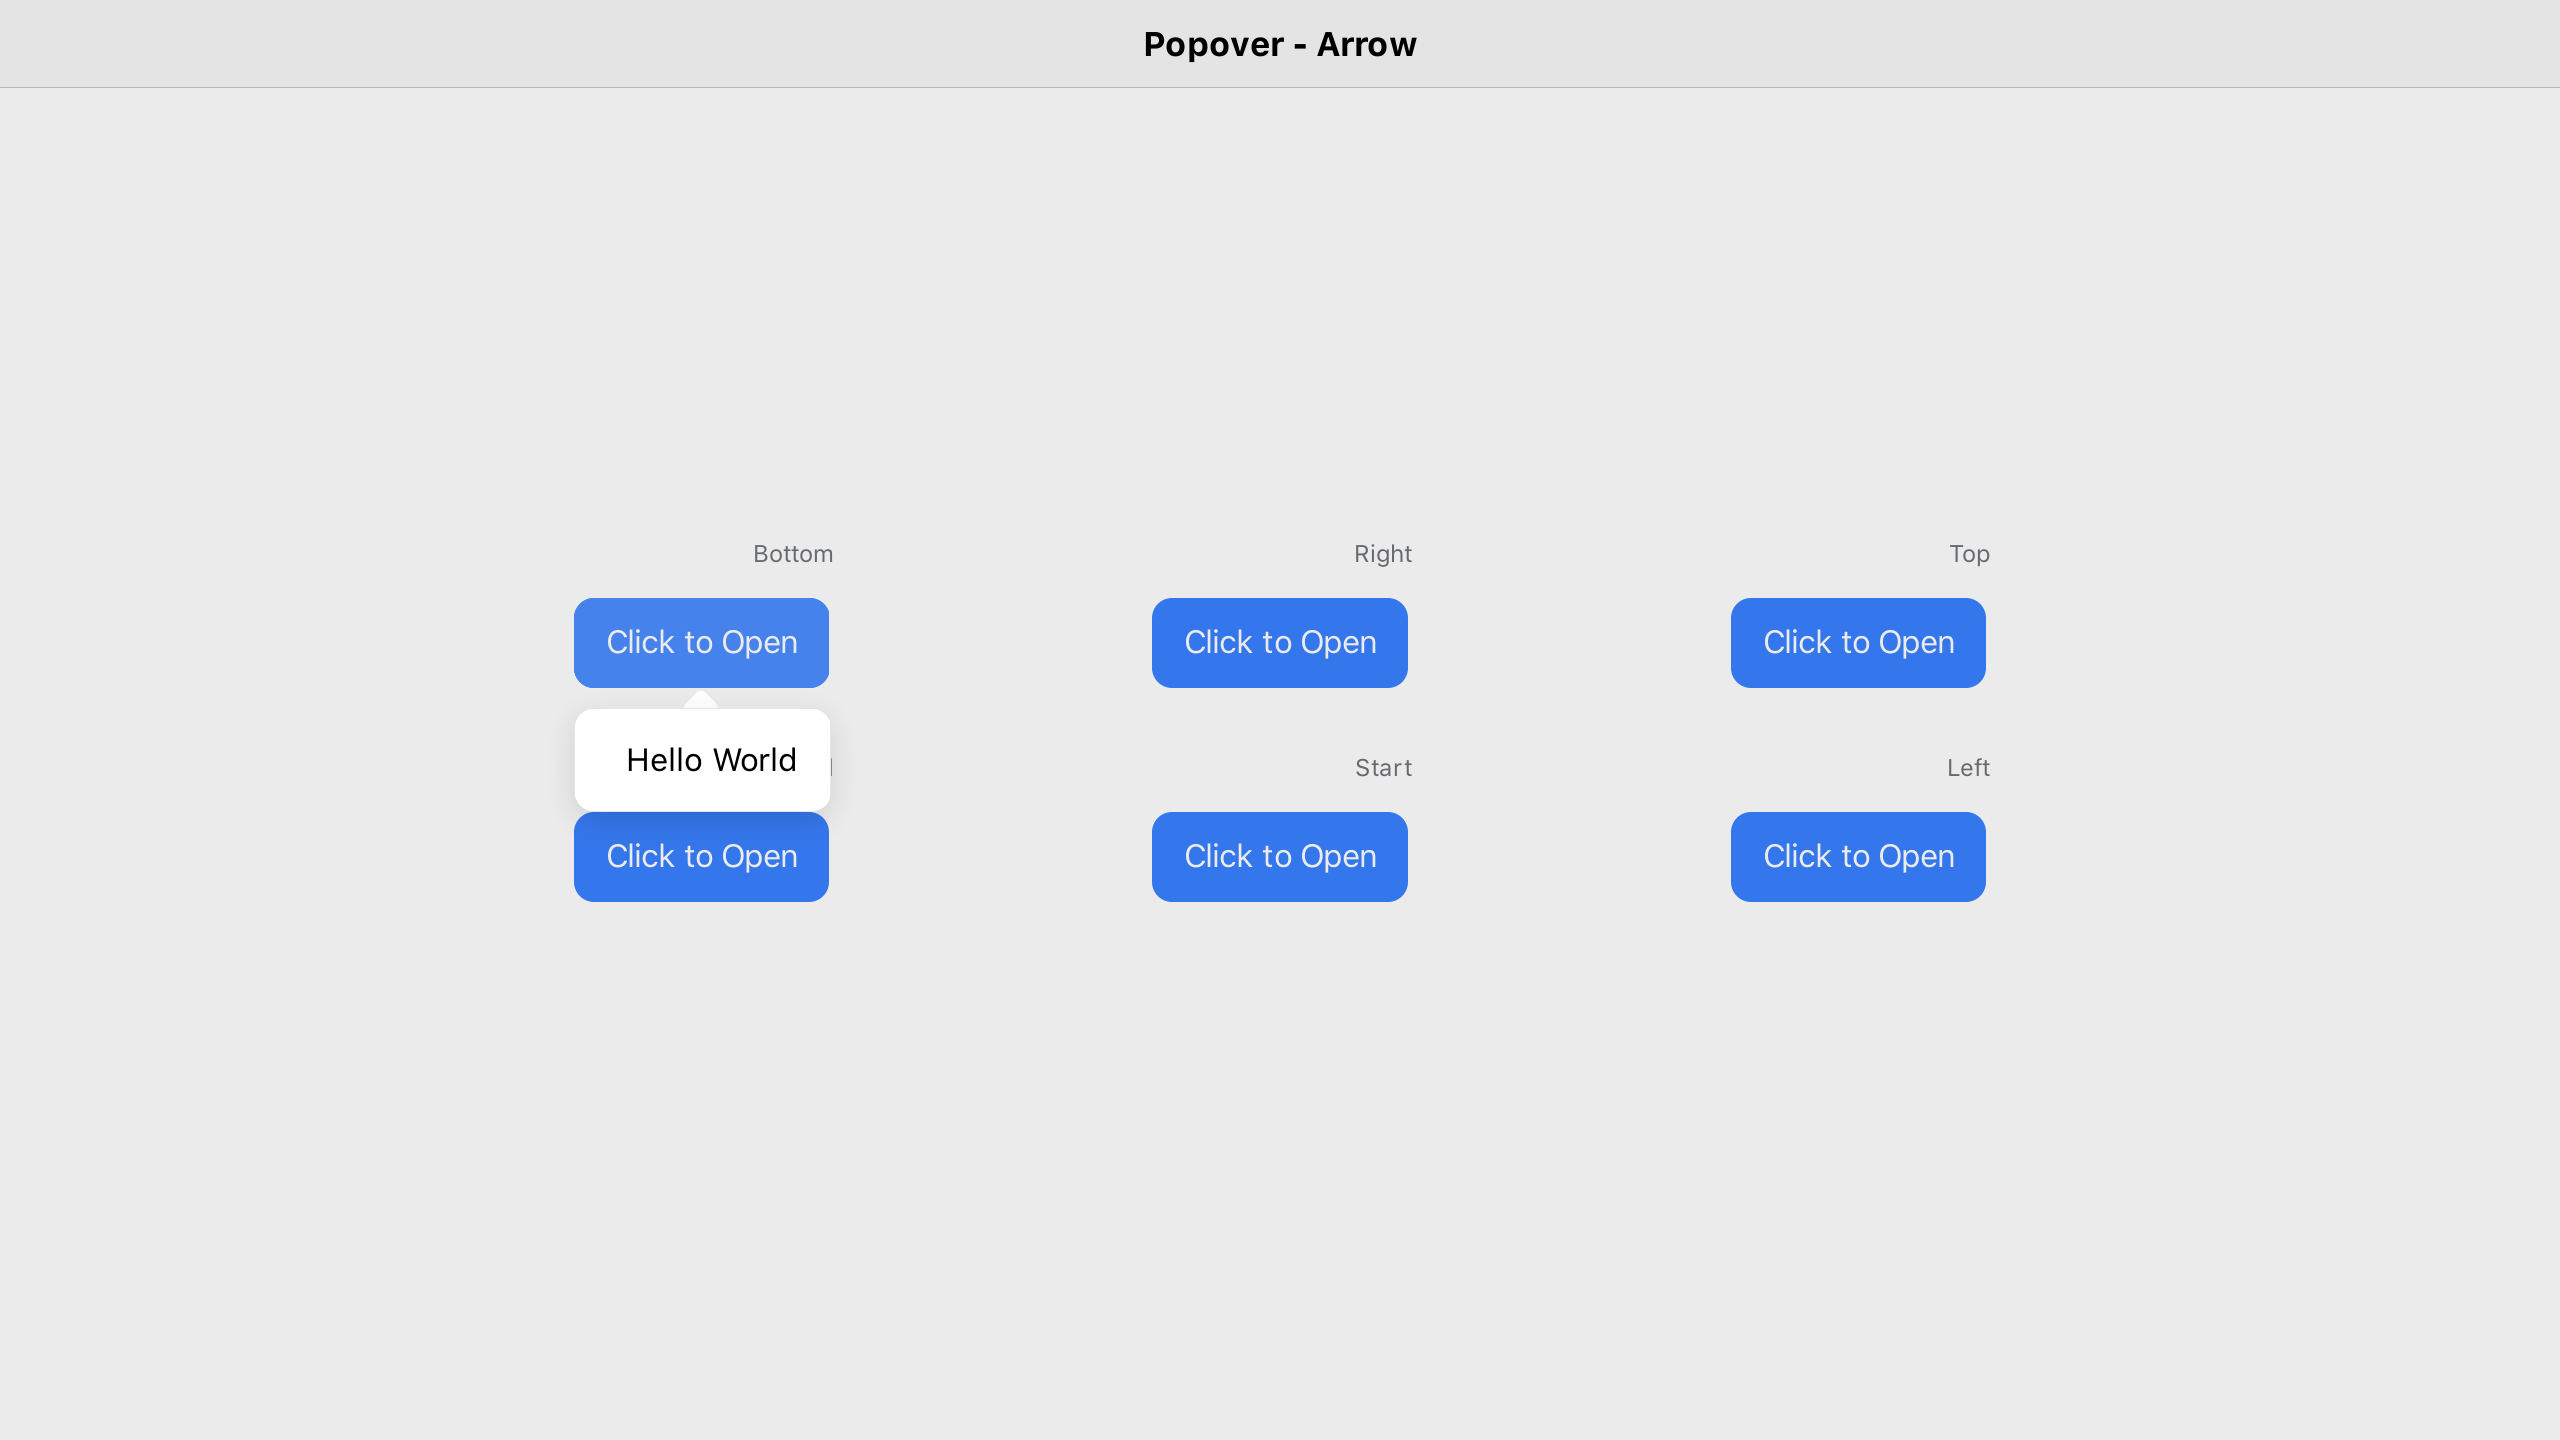 Popover - Arrow
Bottom
Right
Top
Click to Open
Click to Open
Click to Open
Hello World
Start
Left
Click to Open
Click to Open
Click to Open